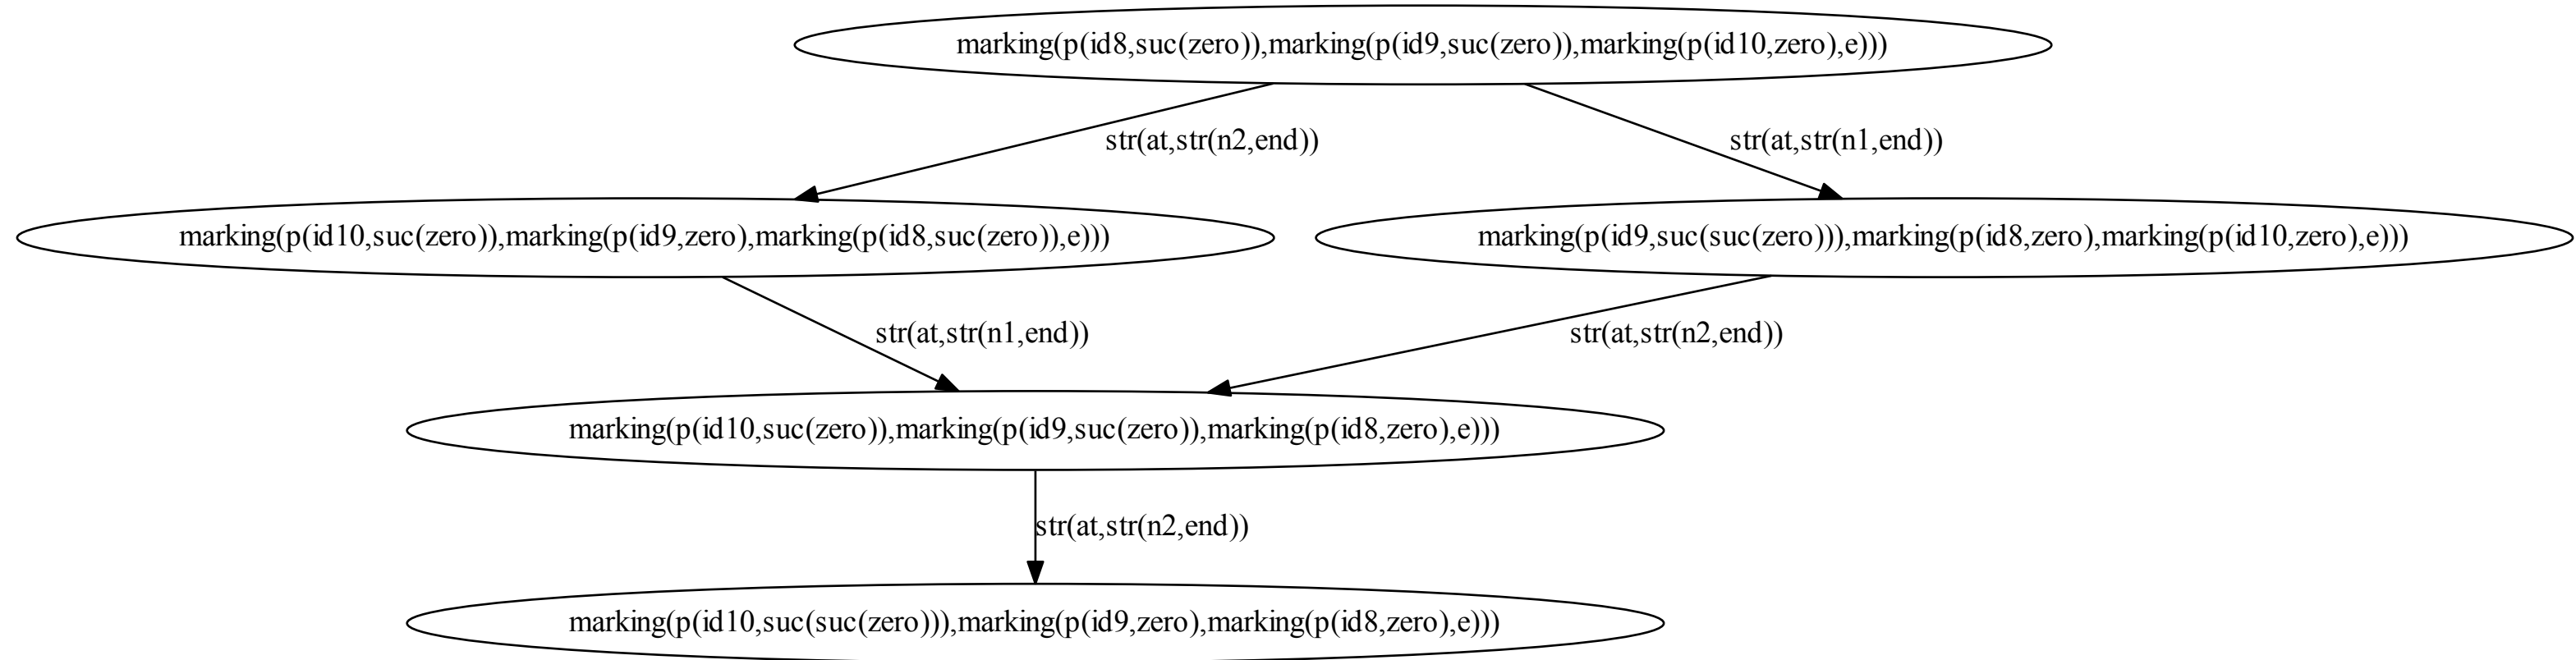 marking(p(id8,suc(zero)),marking(p(id9,suc(zero)),marking(p(id10,zero),e)))
str(at,str(n2,end))
str(at,str(n1,end))
marking(p(id10,suc(zero)),marking(p(id9,zero),marking(p(id8,suc(zero)),e)))
marking(p(id9,suc(suc(zero))),marking(p(id8,zero),marking(p(id10,zero),e)))
str(at,str(n1,end))
str(at,str(n2,end))
marking(p(id10,suc(zero)),marking(p(id9,suc(zero)),marking(p(id8,zero),e)))
str(at,str(n2,end))
marking(p(id10,suc(suc(zero))),marking(p(id9,zero),marking(p(id8,zero),e)))